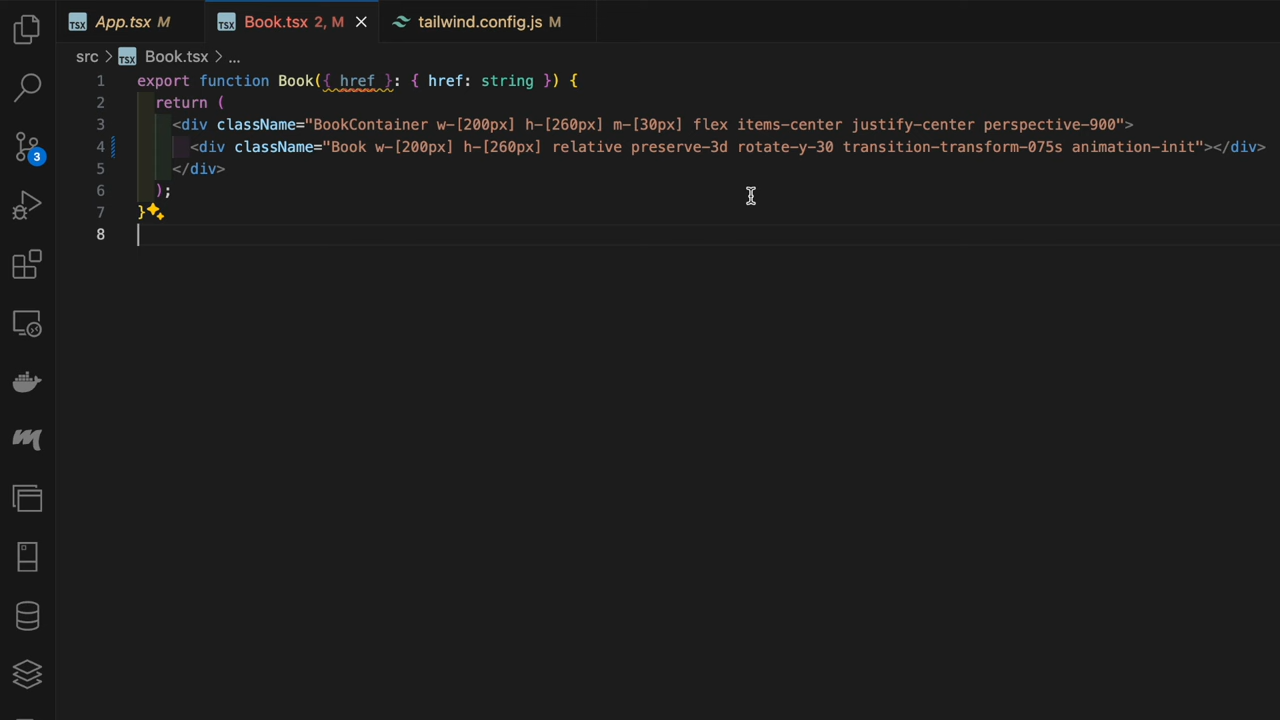 TSX App.tsx M
TSX Book.tsx 2, M
tailwind.config.js M
src > TSX Book.tsx > ...
1 export function Book({ href }: { href: string }) {
2 return (
3 <div className="BookContainer w-[200px] h-[260px] m-[30px] flex items-center justify-center perspective-900">
4 <div className="Book w-[200px] h-[260px] relative preserve-3d rotate-y-30 transition-transform-075s animation-init"></div>
5 </div>
6 );
7 }
8
3